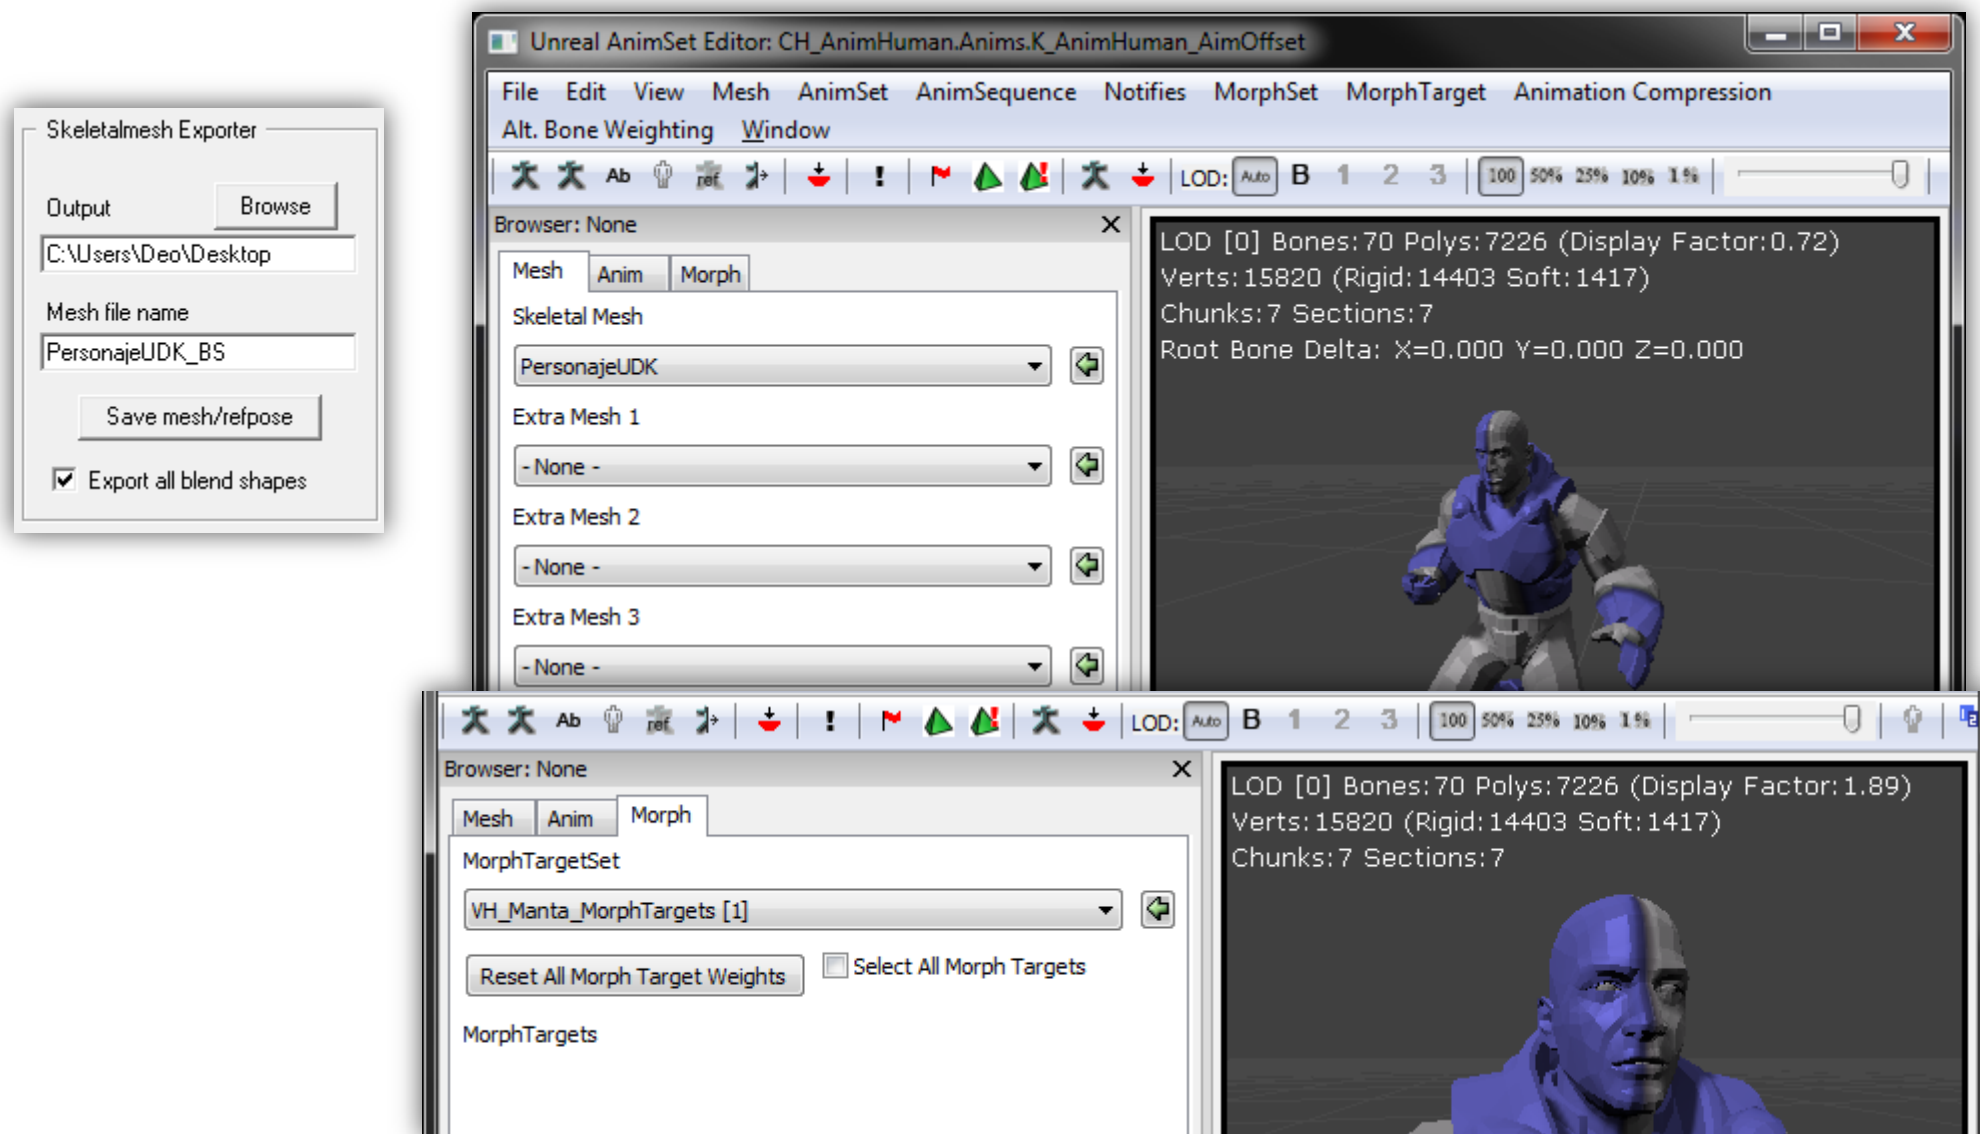 Skeletalmesh Exporter
Output
Browse
C:\Users\Deo\Desktop
Mesh file name
PersonajeUDK_BS
Save mesh/refpose
Export all blend shapes
Unreal AnimSet Editor: CH_AnimHuman.Anims.K_AnimHuman_AimOffset
File Edit View Mesh AnimSet AnimSequence Notifies MorphSet MorphTarget Animation Compression
Alt. Bone Weighting Window
Ab ref ! LOD: Auto B 1 2 3 100 50% 25% 10% 1%
Browser: None
Mesh Anim Morph
Skeletal Mesh
PersonajeUDK
Extra Mesh 1
- None -
Extra Mesh 2
- None -
Extra Mesh 3
- None -
LOD [0] Bones:70 Polys:7226 (Display Factor:0.72)
Verts:15820 (Rigid:14403 Soft:1417)
Chunks:7 Sections:7
Root Bone Delta: X=0.000 Y=0.000 Z=0.000
Ab ref ! LOD: Auto B 1 2 3 100 50% 25% 10% 1%
Browser: None
Mesh Anim Morph
MorphTargetSet
VH_Manta_MorphTargets [1]
Reset All Morph Target Weights Select All Morph Targets
MorphTargets
LOD [0] Bones:70 Polys:7226 (Display Factor:1.89)
Verts:15820 (Rigid:14403 Soft:1417)
Chunks:7 Sections:7